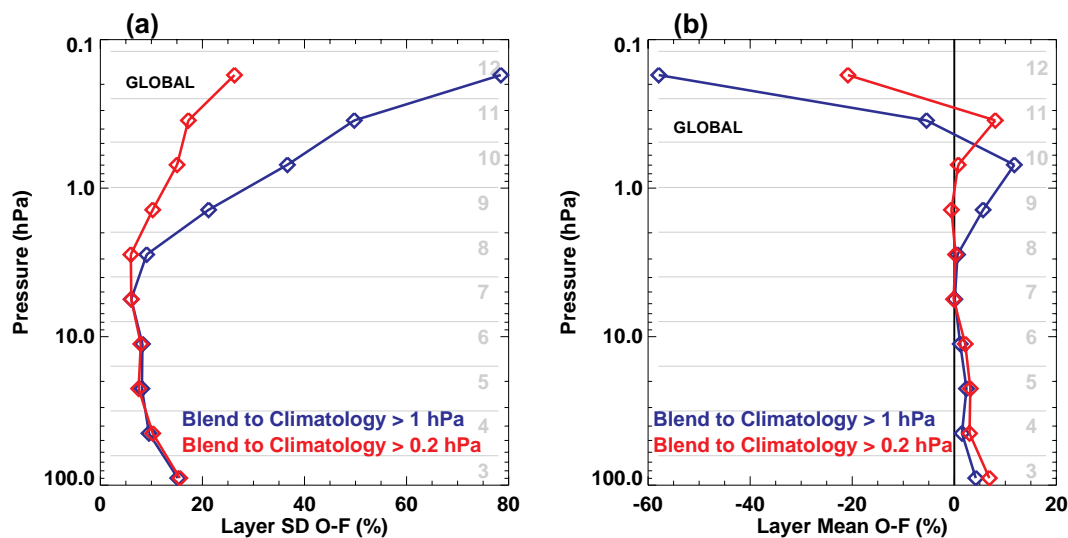 (a)
0.1
1.0
10.0
100.0
Pressure (hPa)
GLOBAL
12
11
10
9
8
7
6
5
4
3
Blend to Climatology > 1 hPa
Blend to Climatology > 0.2 hPa
0 20 40 60 80
Layer SD O-F (%)
(b)
0.1
1.0
10.0
100.0
Pressure (hPa)
GLOBAL
12
11
10
9
8
7
6
5
4
3
Blend to Climatology > 1 hPa
Blend to Climatology > 0.2 hPa
-60 -40 -20 0 20
Layer Mean O-F (%)